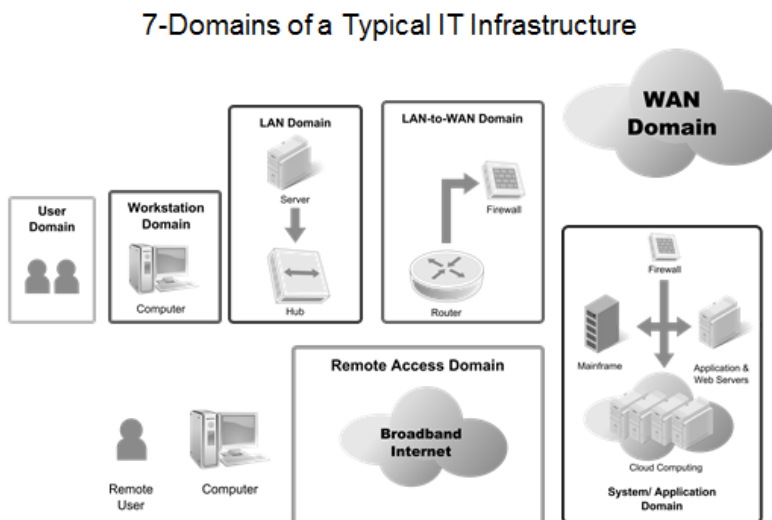 7-Domains of a Typical IT Infrastructure
WAN
Domain
LAN Domain
Server
Hub
LAN-to-WAN Domain
Firewall
Router
User
Domain
Workstation
Domain
Computer
Firewall
Mainframe
Application &
Web Servers
Cloud Computing
System/ Application
Domain
Remote Access Domain
Broadband
Internet
Remote
User
Computer